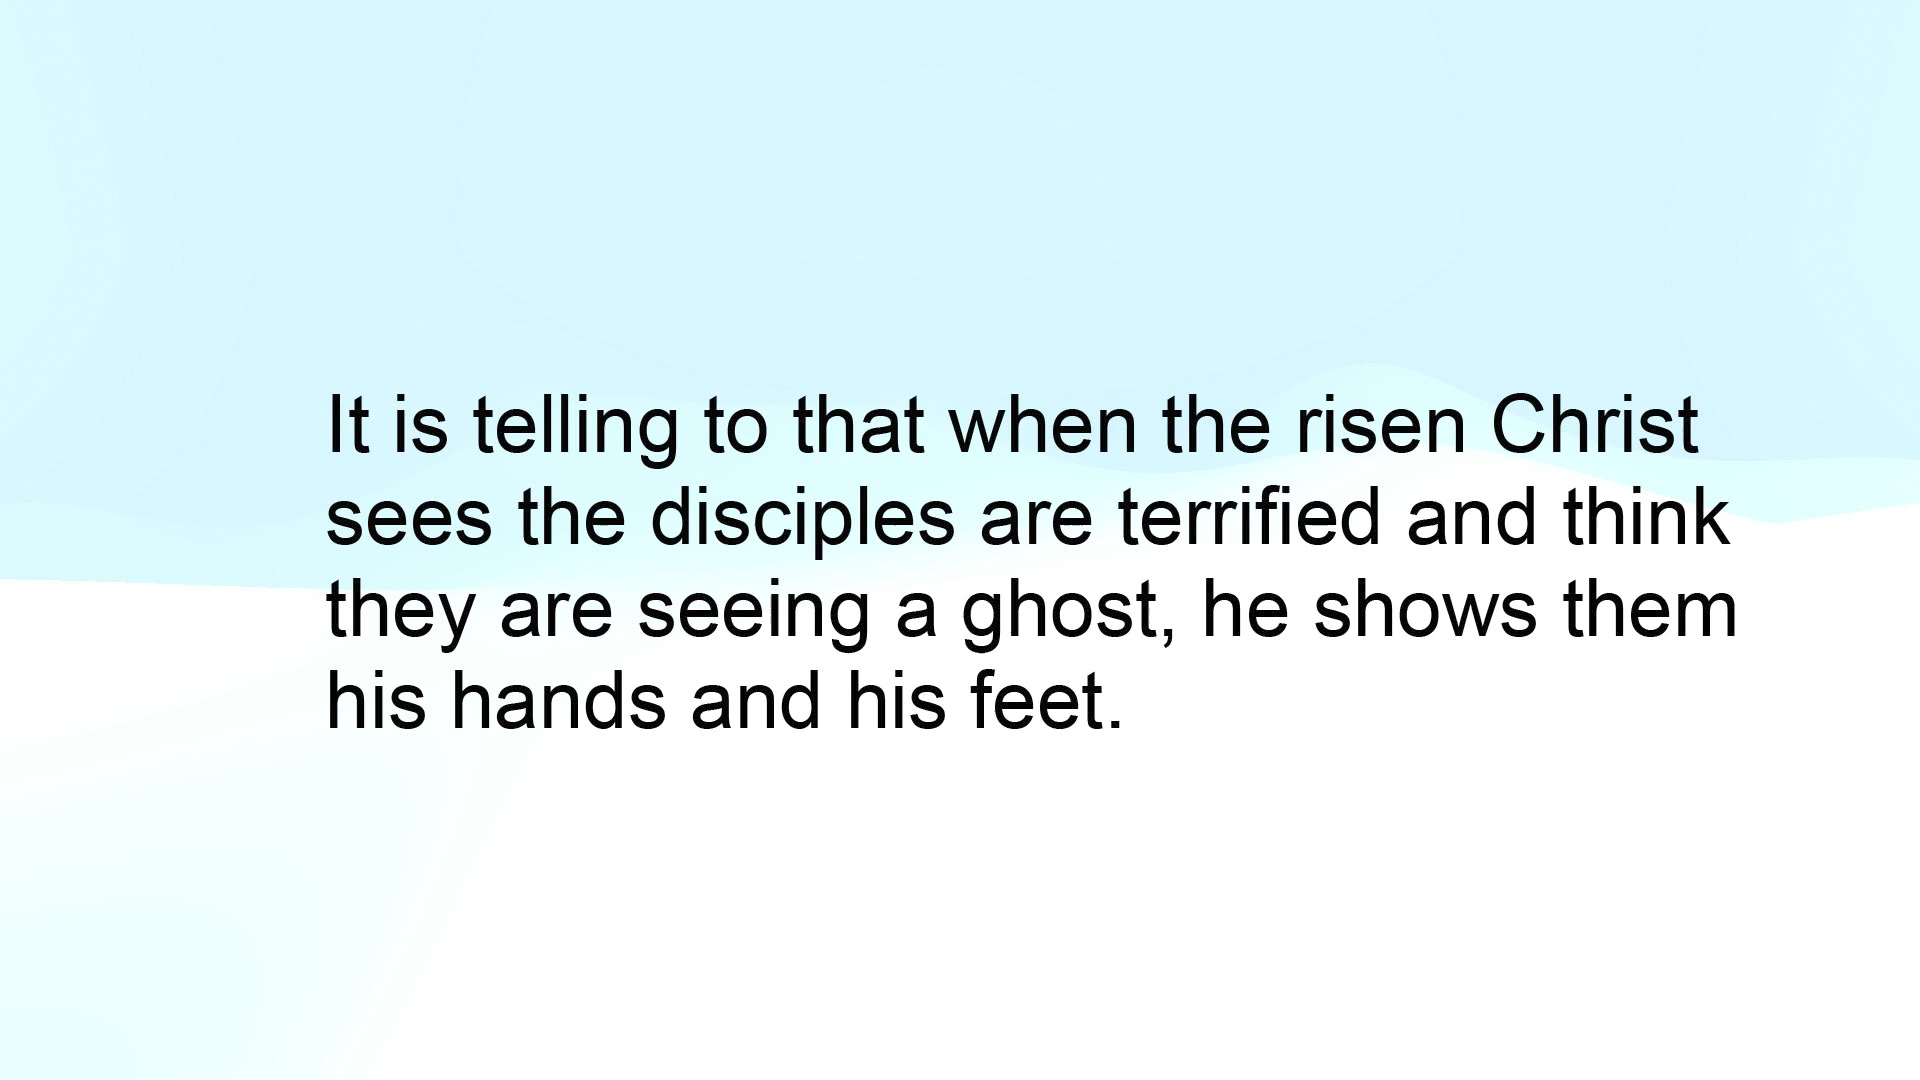 It is telling to that when the risen Christ
sees the disciples are terrified and think
they are seeing a ghost, he shows them
his hands and his feet.